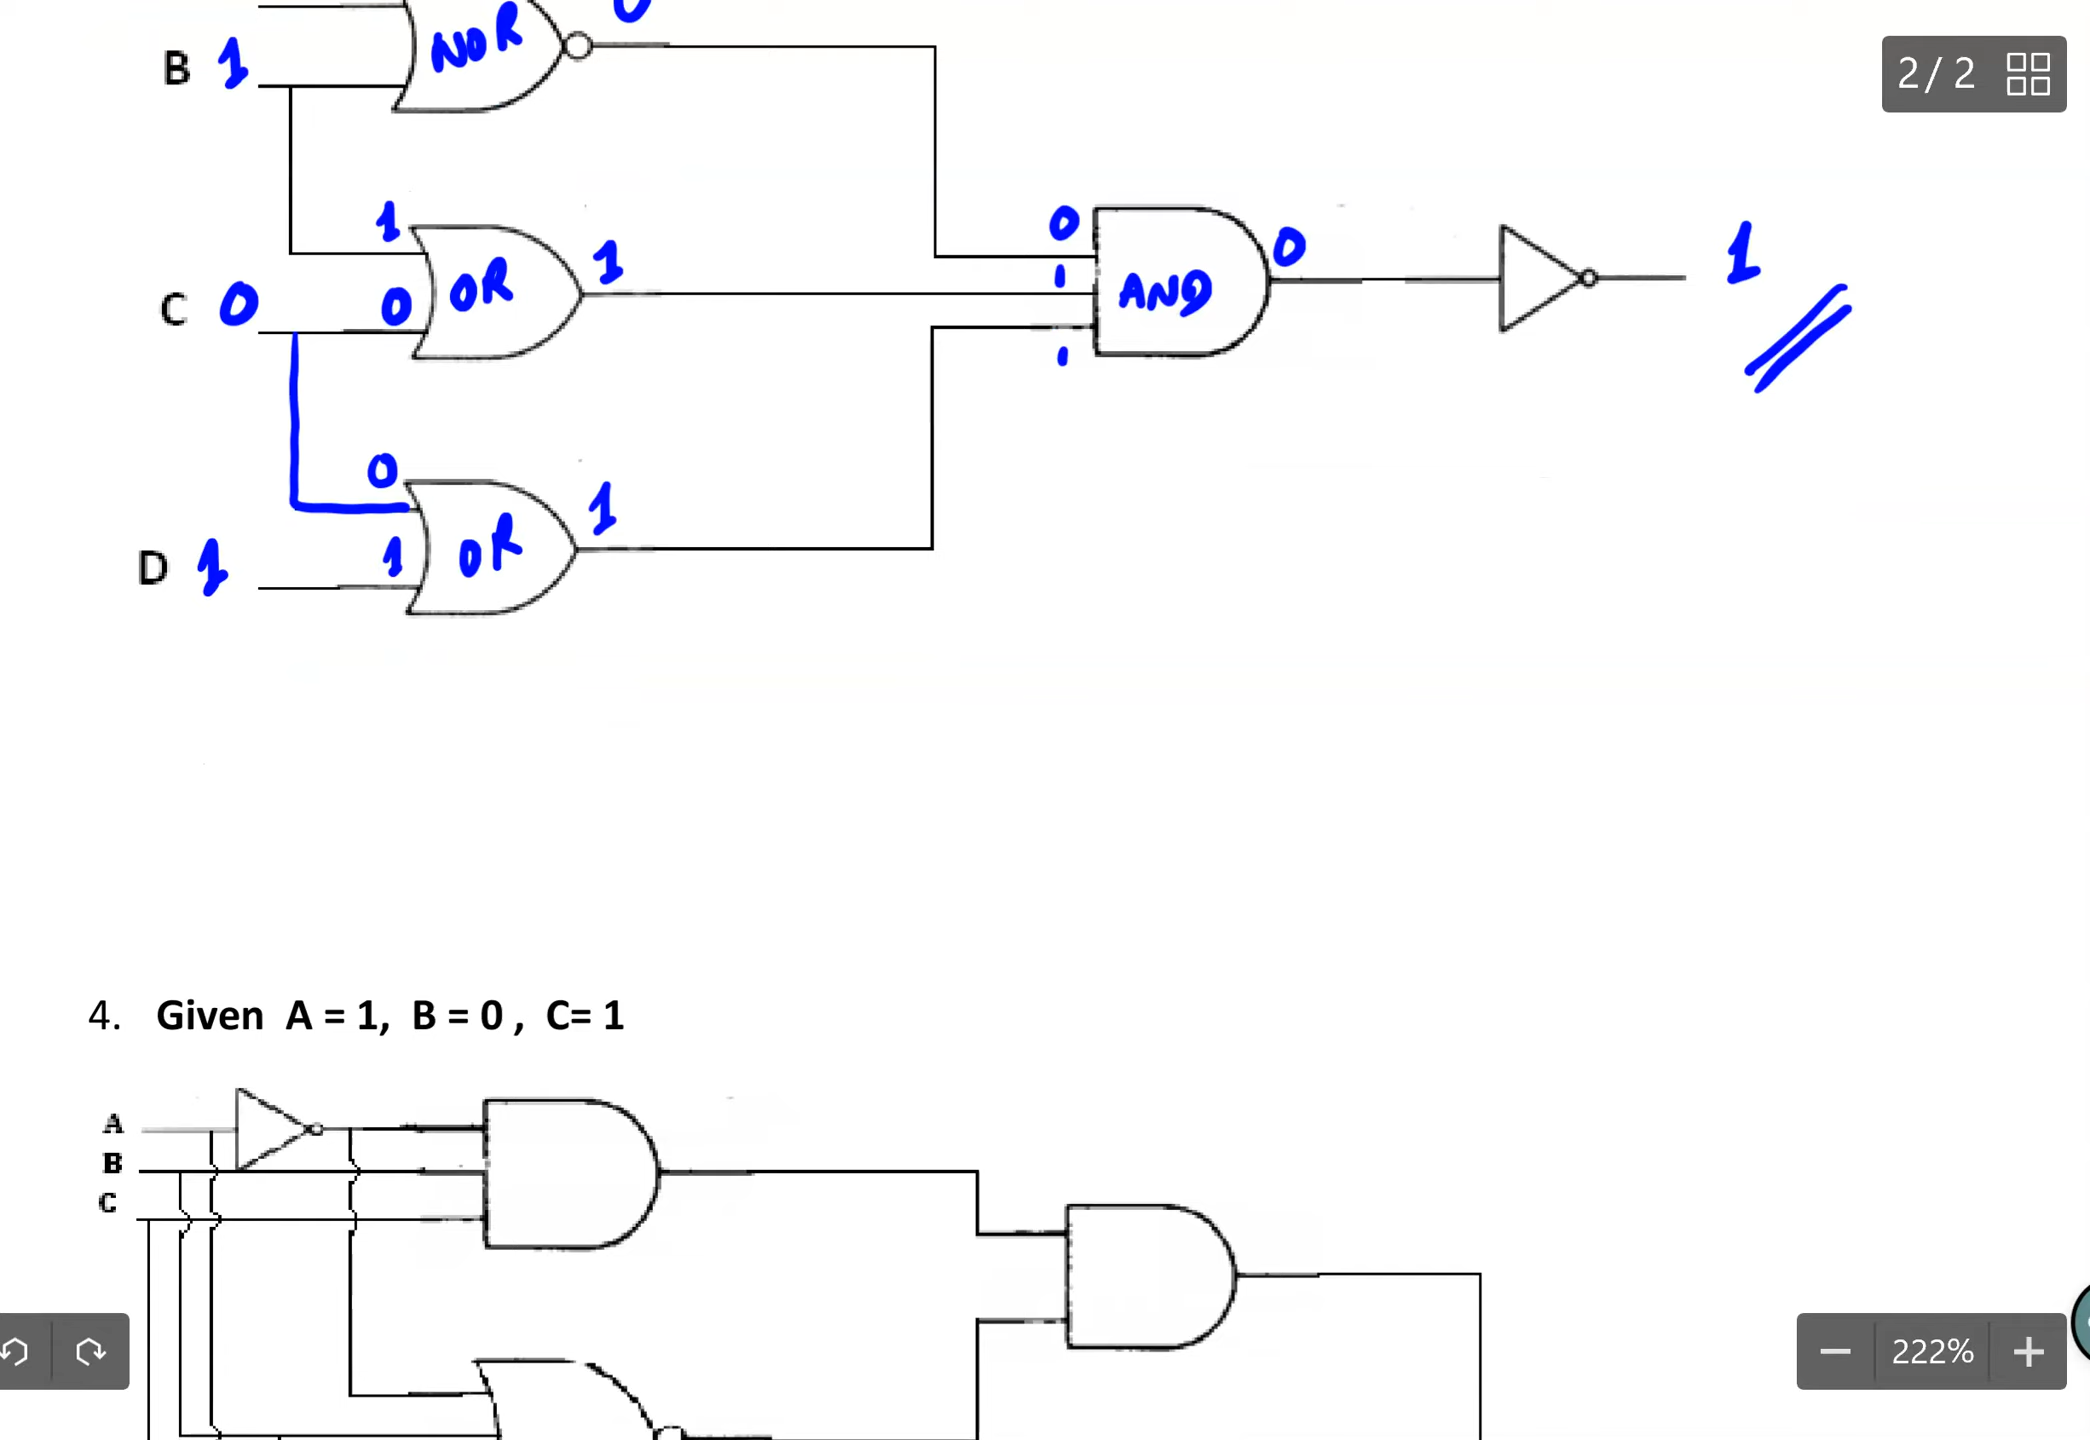 NOR 0
B 1
2/2
1
OR 1
C 0 0
0
1
1
AND
0
1
0
OR 1
D 1 1
4. Given A = 1, B = 0 , C= 1
A
B
C
222%